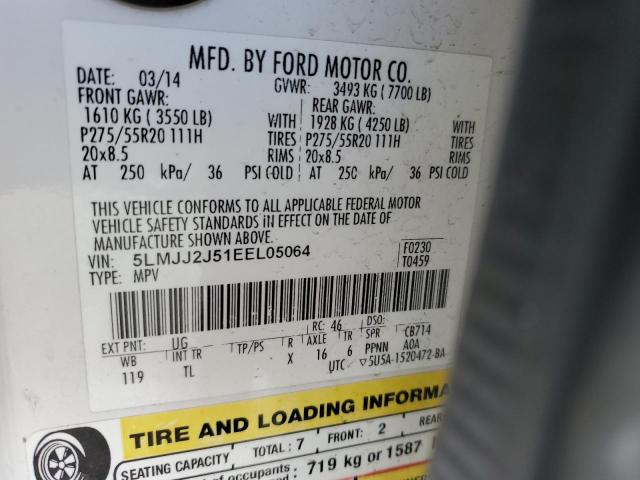 MFD. BY FORD MOTOR CO.
DATE: 03/14 GVWR: 3493 KG (7700 LB)
FRONT GAWR: REAR GAWR:
1610 KG (3550 LB) WITH 1928 KG (4250 LB) WITH
P275/55R20 111H TIRES P275/55R20 111H TIRES
20x8.5 RIMS 20x8.5 RIMS
AT 250 kPa/ 36 PSI COLD AT 250 kPa/ 36 PSI COLD
THIS VEHICLE CONFORMS TO ALL APPLICABLE FEDERAL MOTOR
VEHICLE SAFETY STANDARDS IN EFFECT ON THE DATE OF
MANUFACTURE SHOWN ABOVE.
VIN: 5LMJJ2J51EEL05064 F0230
TYPE: MPV T0459
EXT PNT: UG RC: 46 DSO:
WB INT TR TP/PS R AXLE TR SPR CB714
119 TL X 16 6 PPNN AOA
UTC ▽5U5A-1520472-BA
TIRE AND LOADING
SEATING CAPACITY TOTAL: 7 FRONT: 2 REAR
of occupants 719 kg or 1587